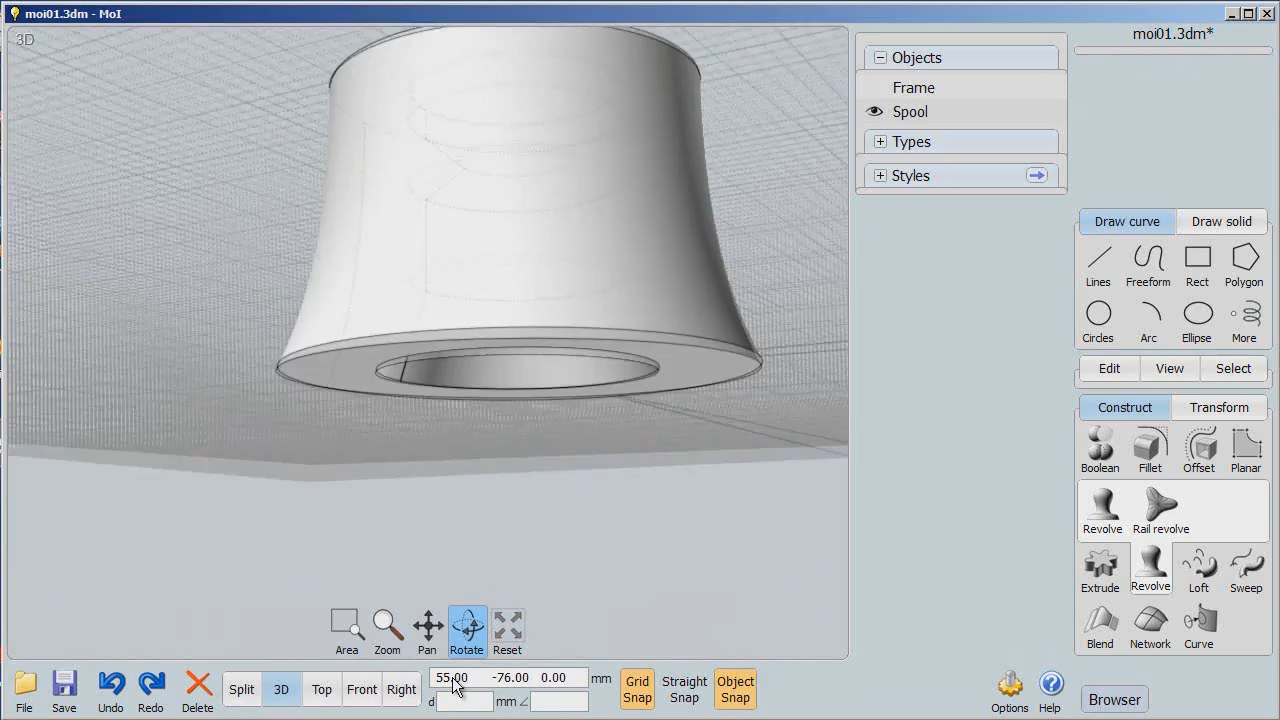 moi01.3dm - MoI
3D
Objects
Frame
Spool
Types
Styles
moi01.3dm*
Draw curve Draw solid
Lines Freeform Rect Polygon
Circles Arc Ellipse More
Edit View Select
Construct Transform
Boolean Fillet Offset Planar
Revolve Rail revolve
Extrude Revolve Loft Sweep
Blend Network Curve
Area Zoom Pan Rotate Reset
File Save Undo Redo Delete
Split 3D Top Front Right
55.00 -76.00 0.00 mm
d mm
Grid Snap
Straight Snap
Object Snap
Options Help
Browser